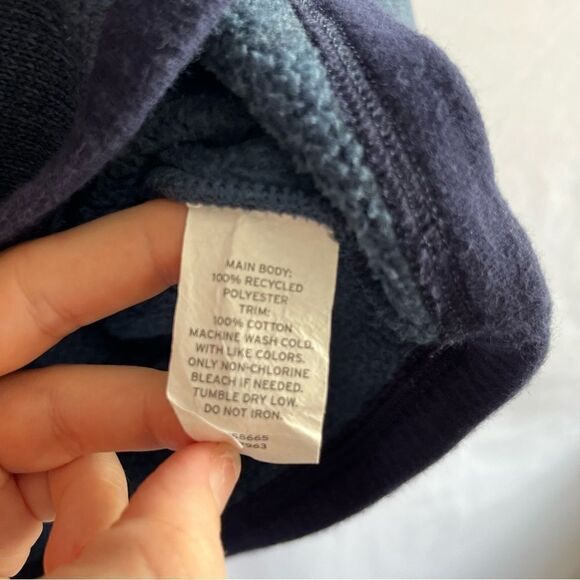 MAIN BODY:
100% RECYCLED
POLYESTER
TRIM:
100% COTTON
MACHINE WASH COLD,
WITH LIKE COLORS.
ONLY NON-CHLORINE
BLEACH IF NEEDED.
TUMBLE DRY LOW.
DO NOT IRON.